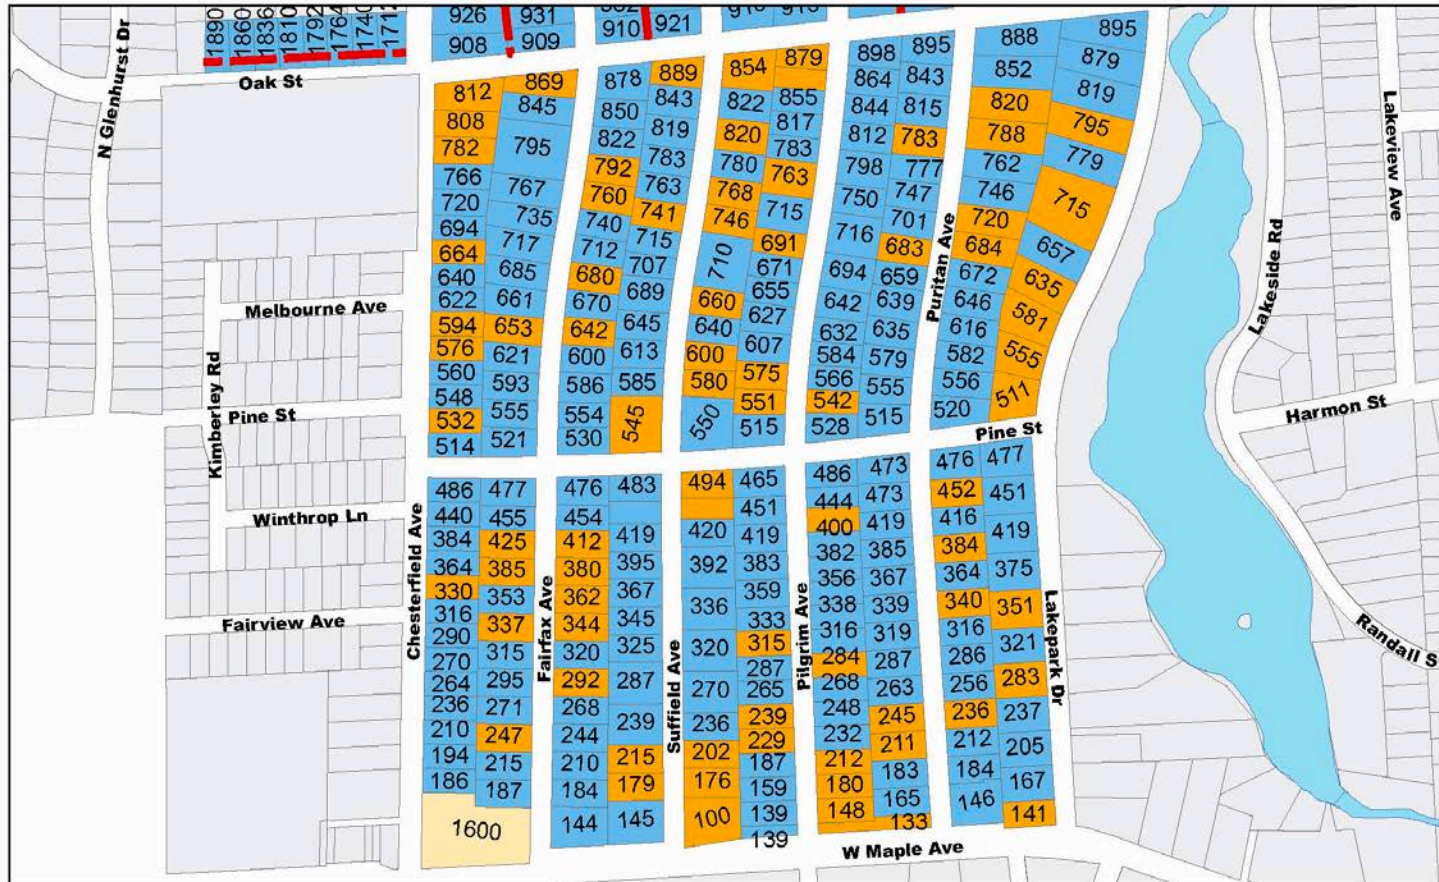 1890 1860 1836 1810 1792 1764 1740 1712
926 931 910 921
908 909
N Glenhurst Dr
Oak St
812 869 878 889 854 879 898 895 888 895
808 845 850 843 822 855 864 843 852 879
782 795 822 819 820 817 844 815 820 819
766 767 792 783 780 783 812 783 788 795
720 735 760 763 768 763 798 777 762 779
694 717 740 741 746 715 750 747 746 715
664 685 712 715 710 691 716 701 720 657
640 661 680 707 660 671 694 683 684 635
622 653 670 689 640 655 642 659 672 581
594 621 642 645 600 627 632 639 646 555
576 593 600 613 580 607 584 635 616 511
560 555 586 585 550 575 566 579 582
548 521 554 545 551 542 555 556
532 530 515 528 515 520
514
Melbourne Ave
Kimberley Rd
Pine St
Winthrop Ln
Fairview Ave
Chesterfield Ave
Fairfax Ave
Suffield Ave
Pilgrim Ave
Puritan Ave
Lakepark Dr
Pine St
Lakeside Rd
Lakeview Ave
Harmon St
Randall S
486 477 476 483 494 465 486 473 476 477
440 455 454 419 420 451 444 473 452 451
384 425 412 395 392 419 400 419 416 419
364 385 380 367 336 383 382 385 384 375
330 353 362 345 320 359 356 367 364 351
316 337 344 325 270 333 338 339 340 321
290 315 320 287 236 315 316 319 316 283
270 295 292 239 202 287 284 287 286 237
264 271 268 215 176 265 268 263 256 205
236 247 244 179 100 239 248 245 236 167
210 215 210 145 229 232 211 212 141
194 187 184 187 212 183 184
186 144 159 180 165 146
1600 139 148 133
139
W Maple Ave